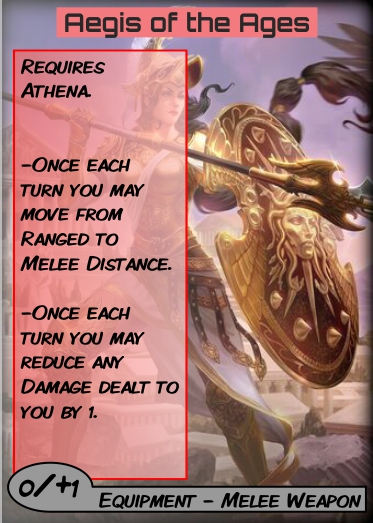 Aegis of the Ages
Requires
Athena.
-Once each
turn you may
move from
Ranged to
Melee Distance.
-Once each
turn you may
reduce any
Damage dealt to
you by 1.
0/+1
Equipment - Melee Weapon